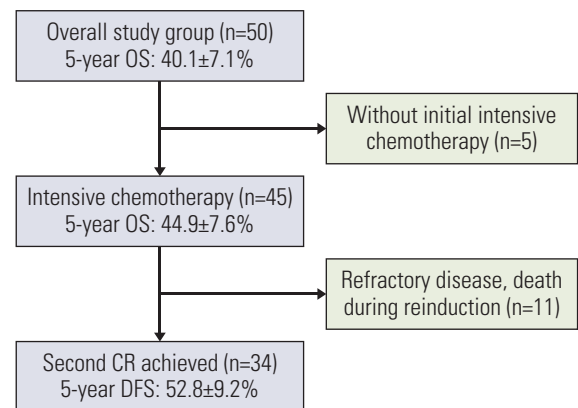 Overall study group (n=50)
5-year OS: 40.1±7.1%
Without initial intensive
chemotherapy (n=5)
Intensive chemotherapy (n=45)
5-year OS: 44.9±7.6%
Refractory disease, death
during reinduction (n=11)
Second CR achieved (n=34)
5-year DFS: 52.8±9.2%